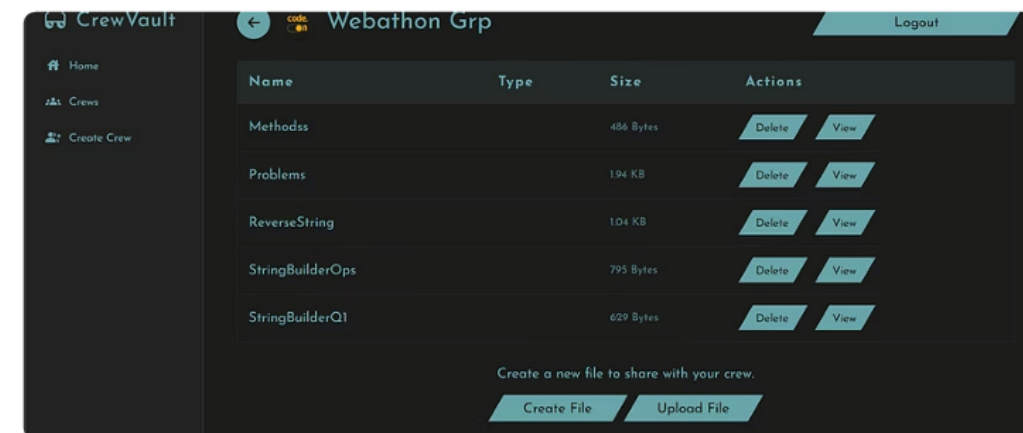 CrewVault
Home
Crews
Create Crew
code.
on
Webathon Grp
Logout
Name Type Size Actions
Methodss 486 Bytes Delete View
Problems 1.94 KB Delete View
ReverseString 1.04 KB Delete View
StringBuilderOps 795 Bytes Delete View
StringBuilderQ1 629 Bytes Delete View
Create a new file to share with your crew.
Create File Upload File